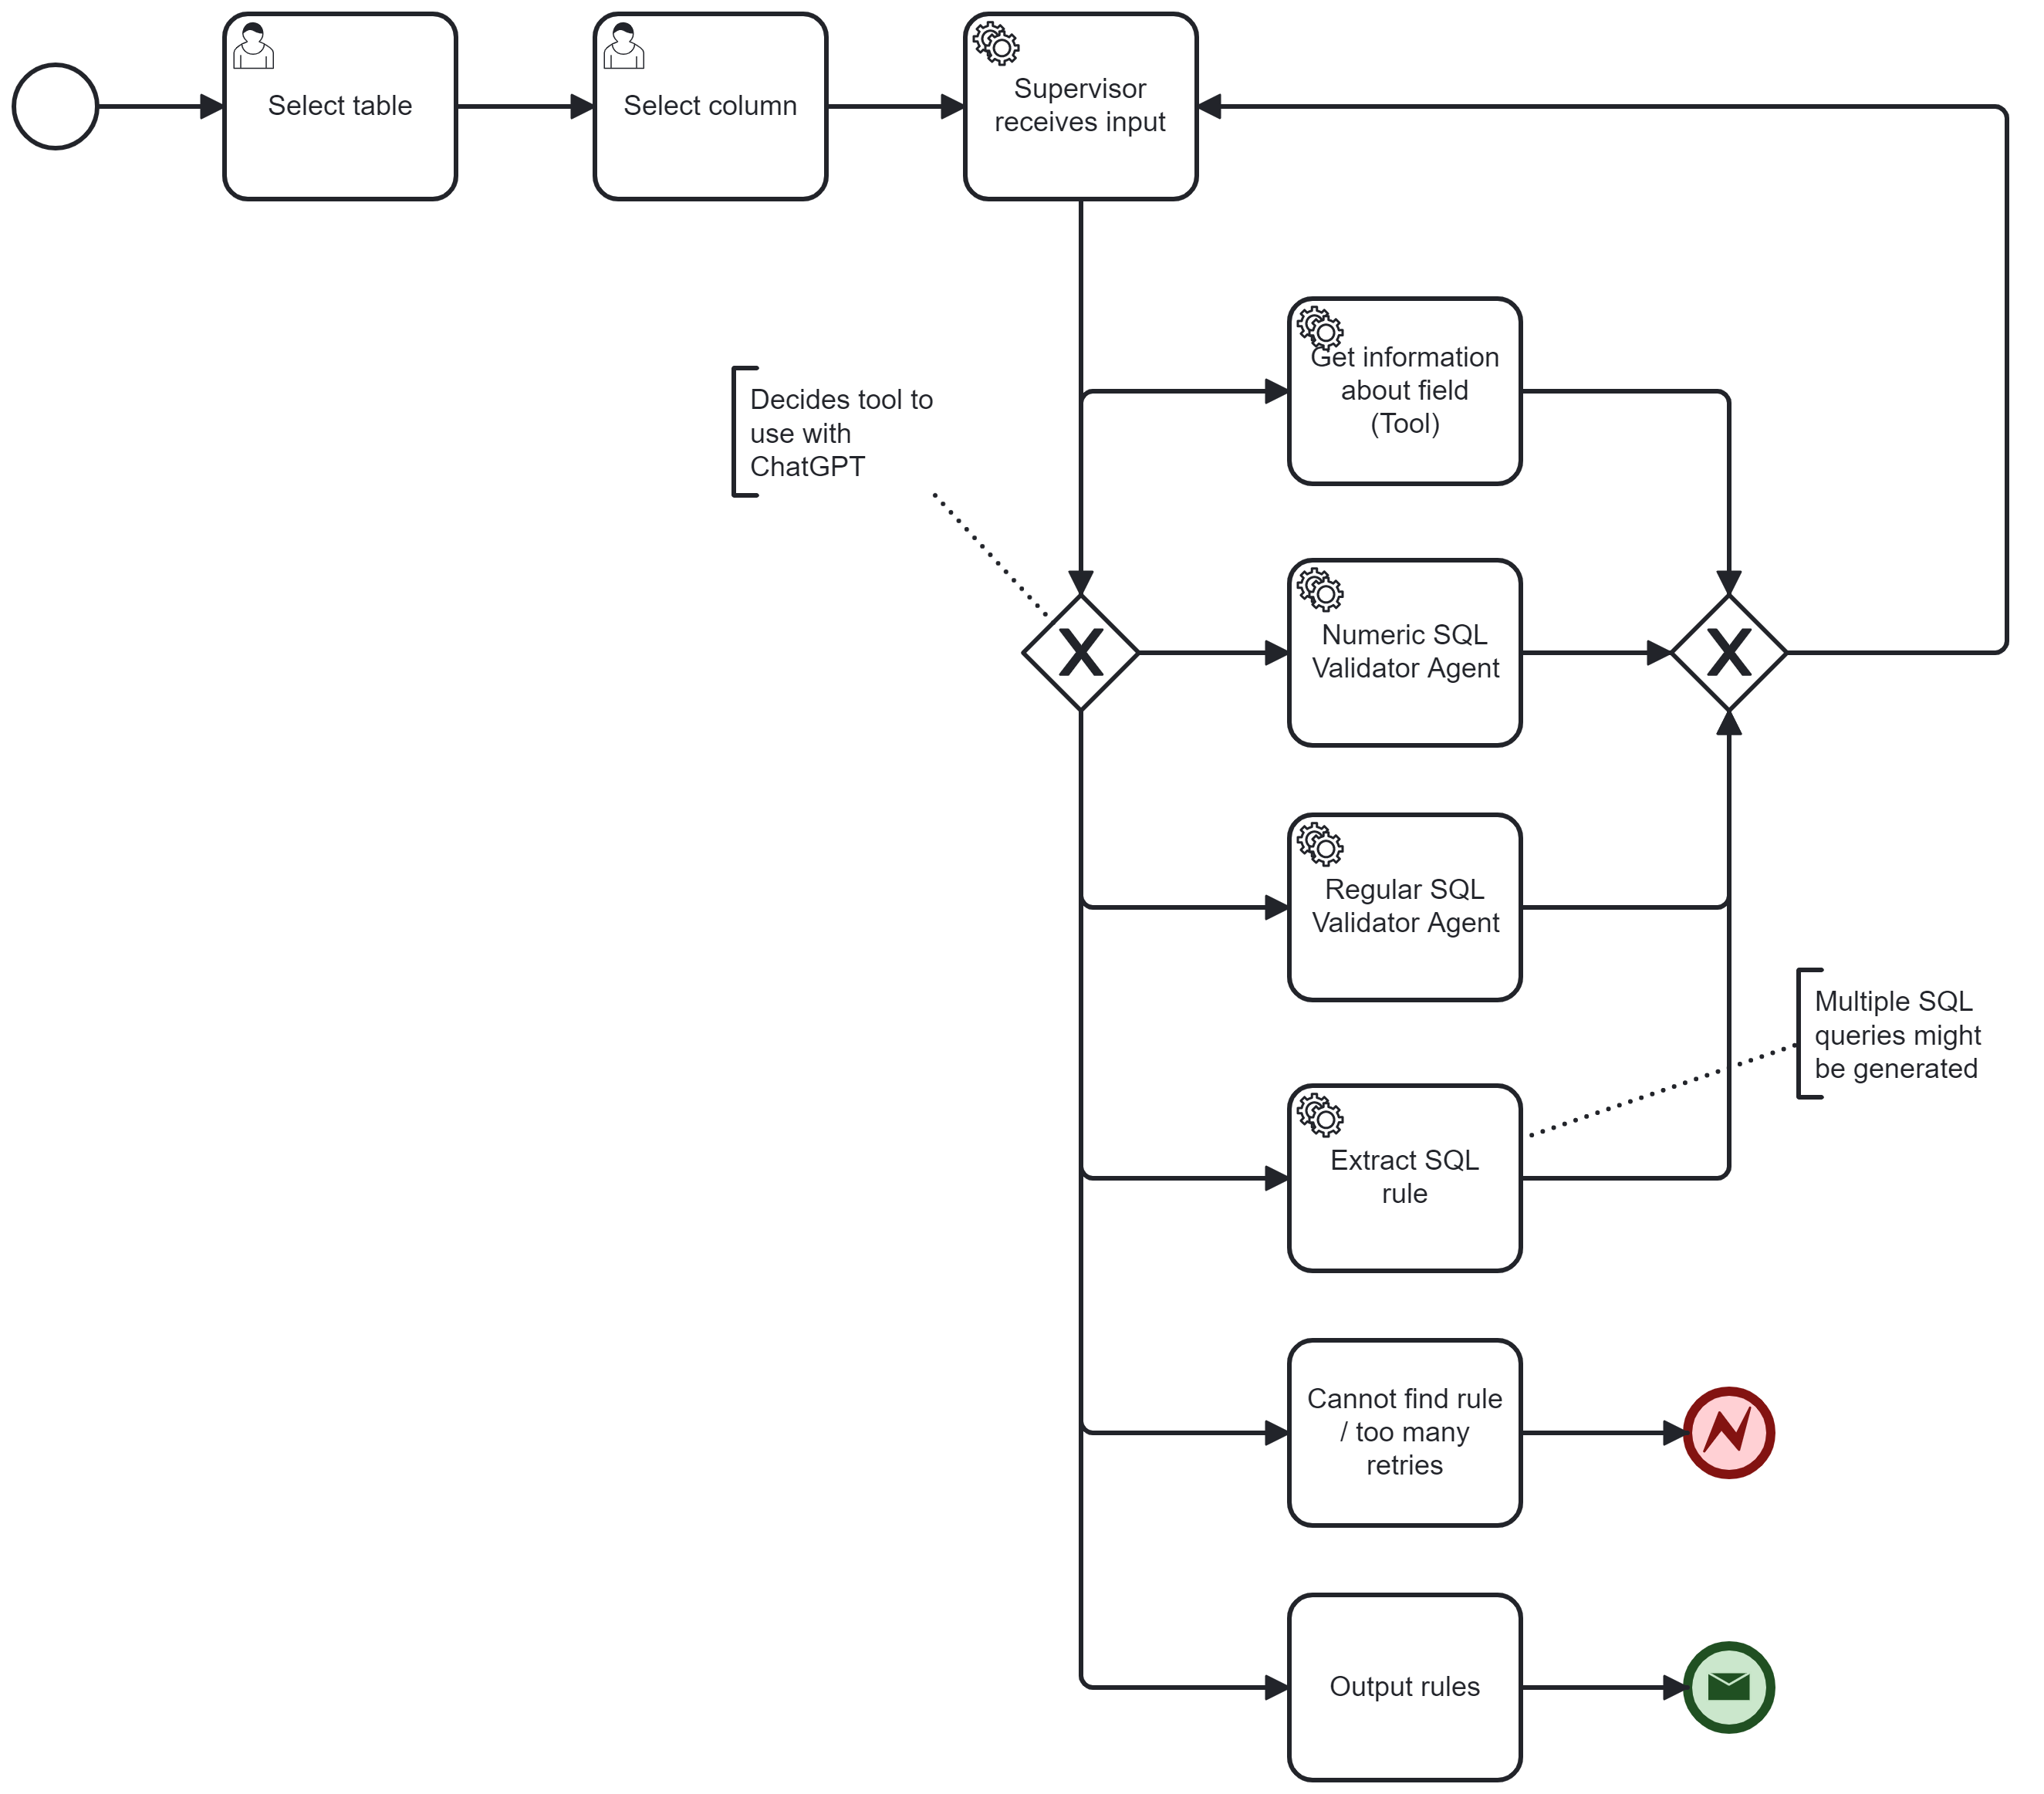 Select table
Select column
Supervisor
receives input
Get information
about field
(Tool)
Decides tool to
use with
ChatGPT
Numeric SQL
Validator Agent
Regular SQL
Validator Agent
Multiple SQL
queries might
be generated
Extract SQL
rule
Cannot find rule
/ too many
retries
Output rules